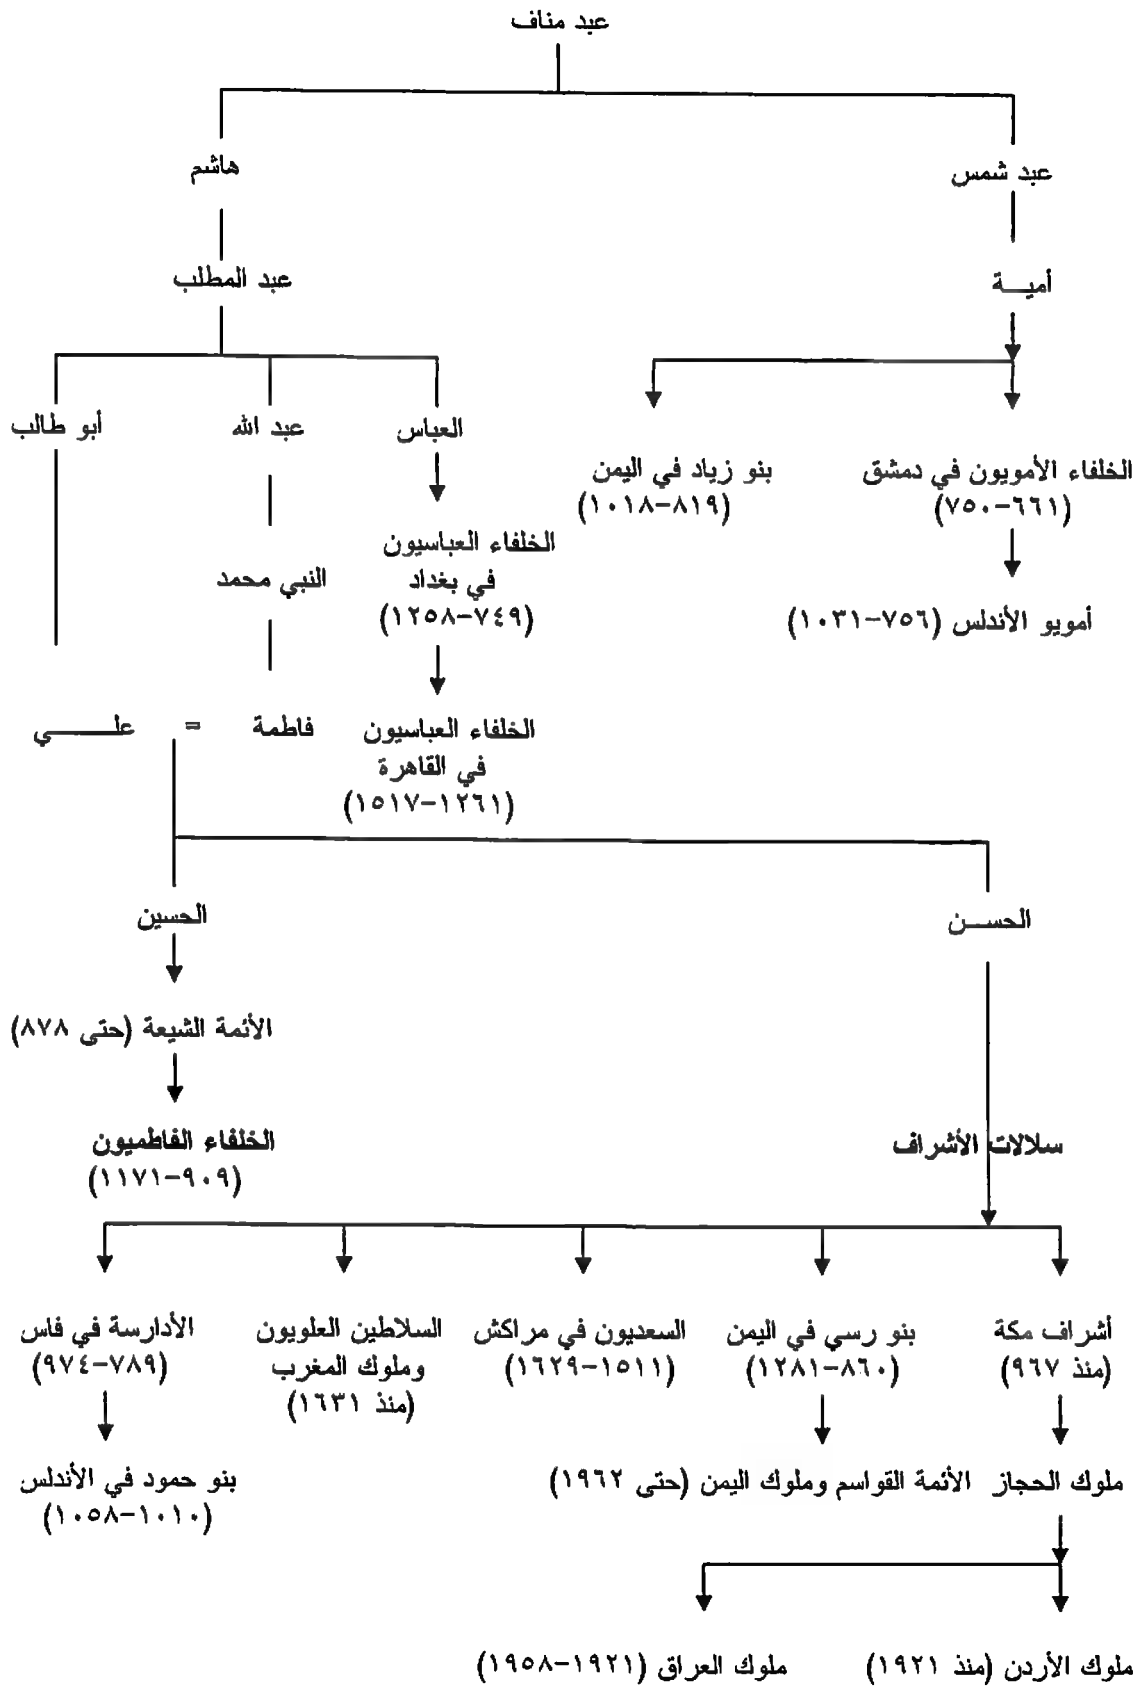 عبد مناف
عبد شمس
هاشم
أميـــة
عبد المطلب
العباس
عبد الله
أبو طالب
الخلفاء الأمويون في دمشق
(٦٦١-٧٥٠)
بنو زياد في اليمن
(٨١٩-١٠١٨)
الخلفاء العباسيون
في بغداد
(٧٤٩-١٢٥٨)
النبي محمد
أمويو الأندلس (٧٥٦-١٠٣١)
الخلفاء العباسيون
في القاهرة
(١٢٦١-١٥١٧)
فاطمة = علــــــي
الحســـن
الحسين
الأئمة الشيعة (حتى ٨٧٨)
سلالات الأشراف
الخلفاء الفاطميون
(٩٠٩-١١٧١)
أشراف مكة
(منذ ٩٦٧)
بنو رسي في اليمن
(٨٦٠-١٢٨١)
السعديون في مراكش
(١٥١١-١٦٢٩)
السلاطين العلويون
وملوك المغرب
(منذ ١٦٣١)
الأدارسة في فاس
(٧٨٩-٩٧٤)
ملوك الحجاز
الأئمة القواسم وملوك اليمن (حتى ١٩٦٢)
بنو حمود في الأندلس
(١٠١٠-١٠٥٨)
ملوك الأردن (منذ ١٩٢١)
ملوك العراق (١٩٢١-١٩٥٨)